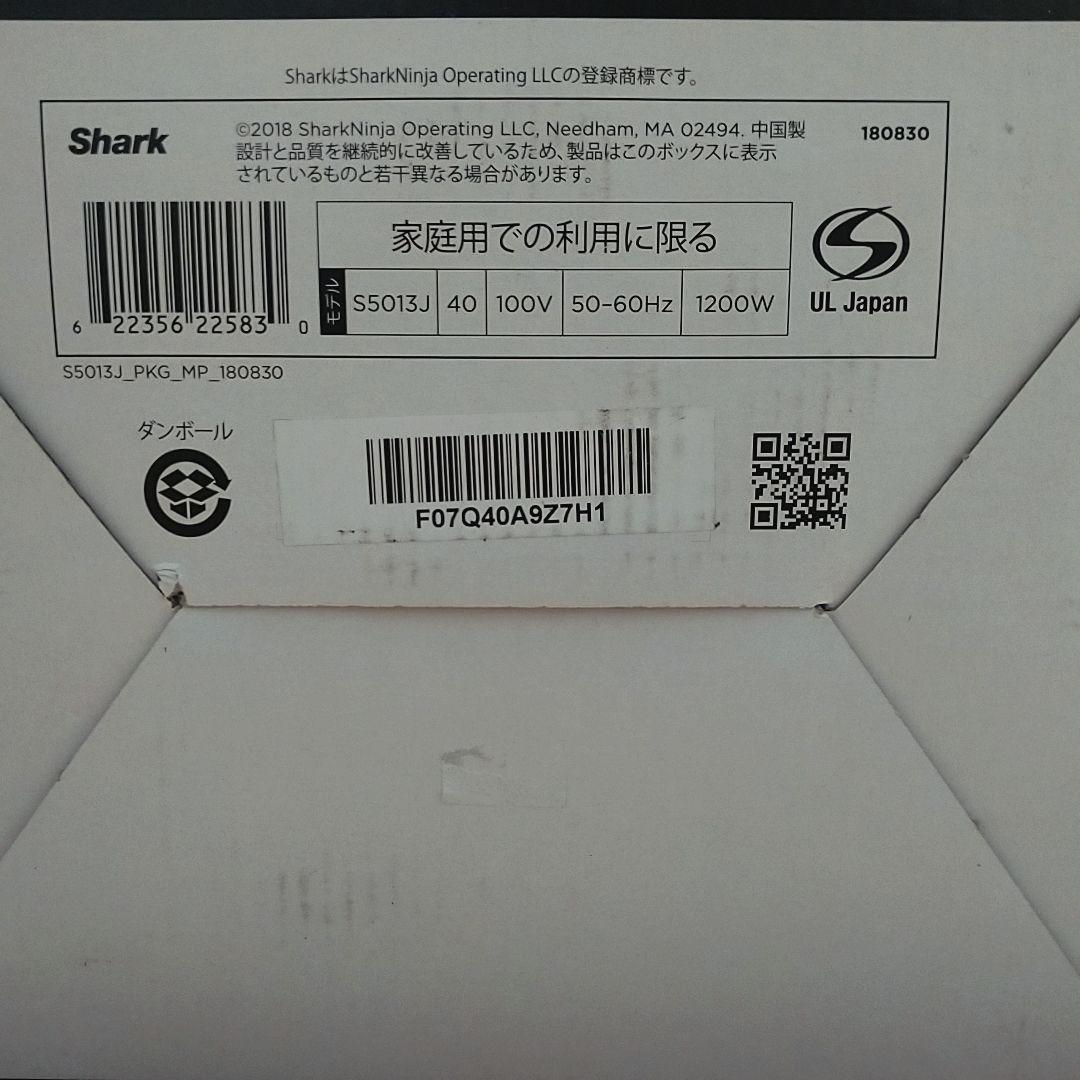 SharkはSharkNinja Operating LLCの登録商標です。
Shark
©2018 SharkNinja Operating LLC, Needham, MA 02494. 中国製
設計と品質を継続的に改善しているため、製品はこのボックスに表示
されているものと若干異なる場合があります。
180830
6 22356 22583 0
家庭用での利用に限る
モデル S5013J 40 100V 50-60Hz 1200W
UL Japan
S5013J_PKG_MP_180830
ダンボール
F07Q40A9Z7H1